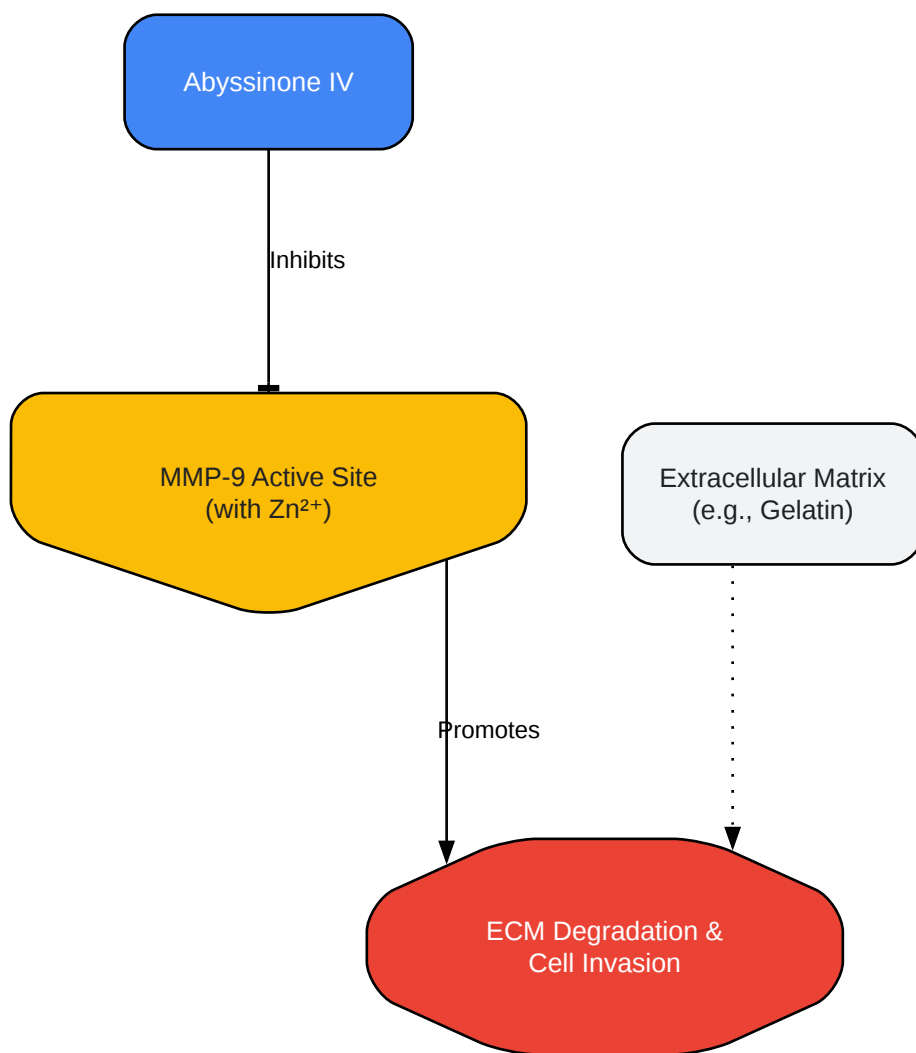 Abyssinone IV
Inhibits
MMP-9 Active Site
(with Zn²⁺)
Extracellular Matrix
(e.g., Gelatin)
Promotes
ECM Degradation &
Cell Invasion